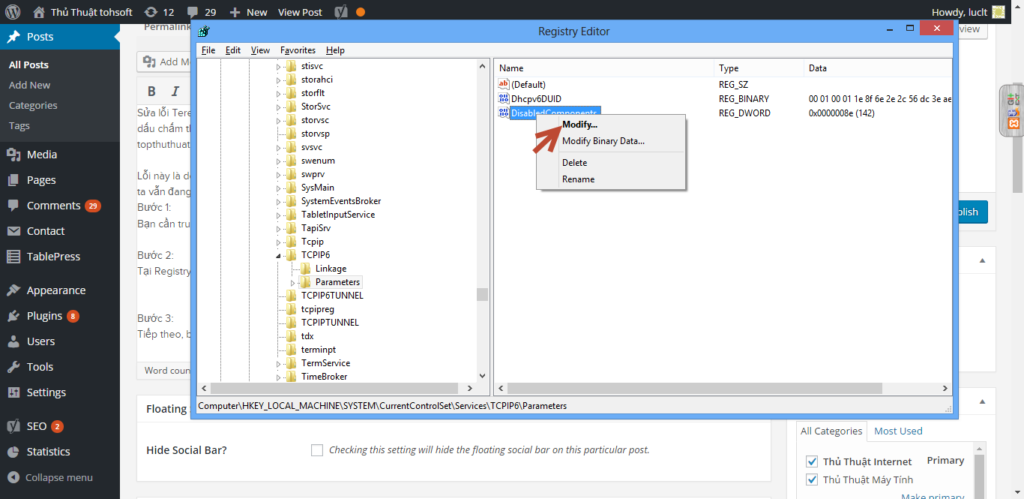 Thủ Thuật tohsoft
12
29
+ New
View Post
Howdy, luclt
Posts
All Posts
Add New
Categories
Tags
Media
Pages
Comments 29
Contact
TablePress
Appearance
Plugins 8
Users
Tools
Settings
SEO 2
Statistics
Collapse menu
Permalink
Add M
B I
Sửa lỗi Tere
dấu chấm th
topthuthuat
Lỗi này là d
ta vẫn đang
Bước 1:
Bạn cần tru
Bước 2:
Tại Registry
Bước 3:
Tiếp theo, b
Word coun
Registry Editor
File Edit View Favorites Help
stisvc
storahci
storflt
StorSvc
storvsc
storvsp
svsvc
swenum
swprv
SysMain
SystemEventsBroker
TabletInputService
TapiSrv
Tcpip
TCPIP6
Linkage
Parameters
TCPIP6TUNNEL
tcpipreg
TCPIPTUNNEL
tdx
terminpt
TermService
TimeBroker
Name Type Data
(Default) REG_SZ
Dhcpv6DUID REG_BINARY 00 01 00 01 1e 8f 6e 2e 2c 56 dc 3e ae
DisabledComponents REG_DWORD 0x0000008e (142)
Modify...
Modify Binary Data...
Delete
Rename
Computer\HKEY_LOCAL_MACHINE\SYSTEM\CurrentControlSet\Services\TCPIP6\Parameters
view
blish
Floating
Hide Social Bar?
Checking this setting will hide the floating social bar on this particular post.
All Categories Most Used
Thủ Thuật Internet Primary
Thủ Thuật Máy Tính
Make primary